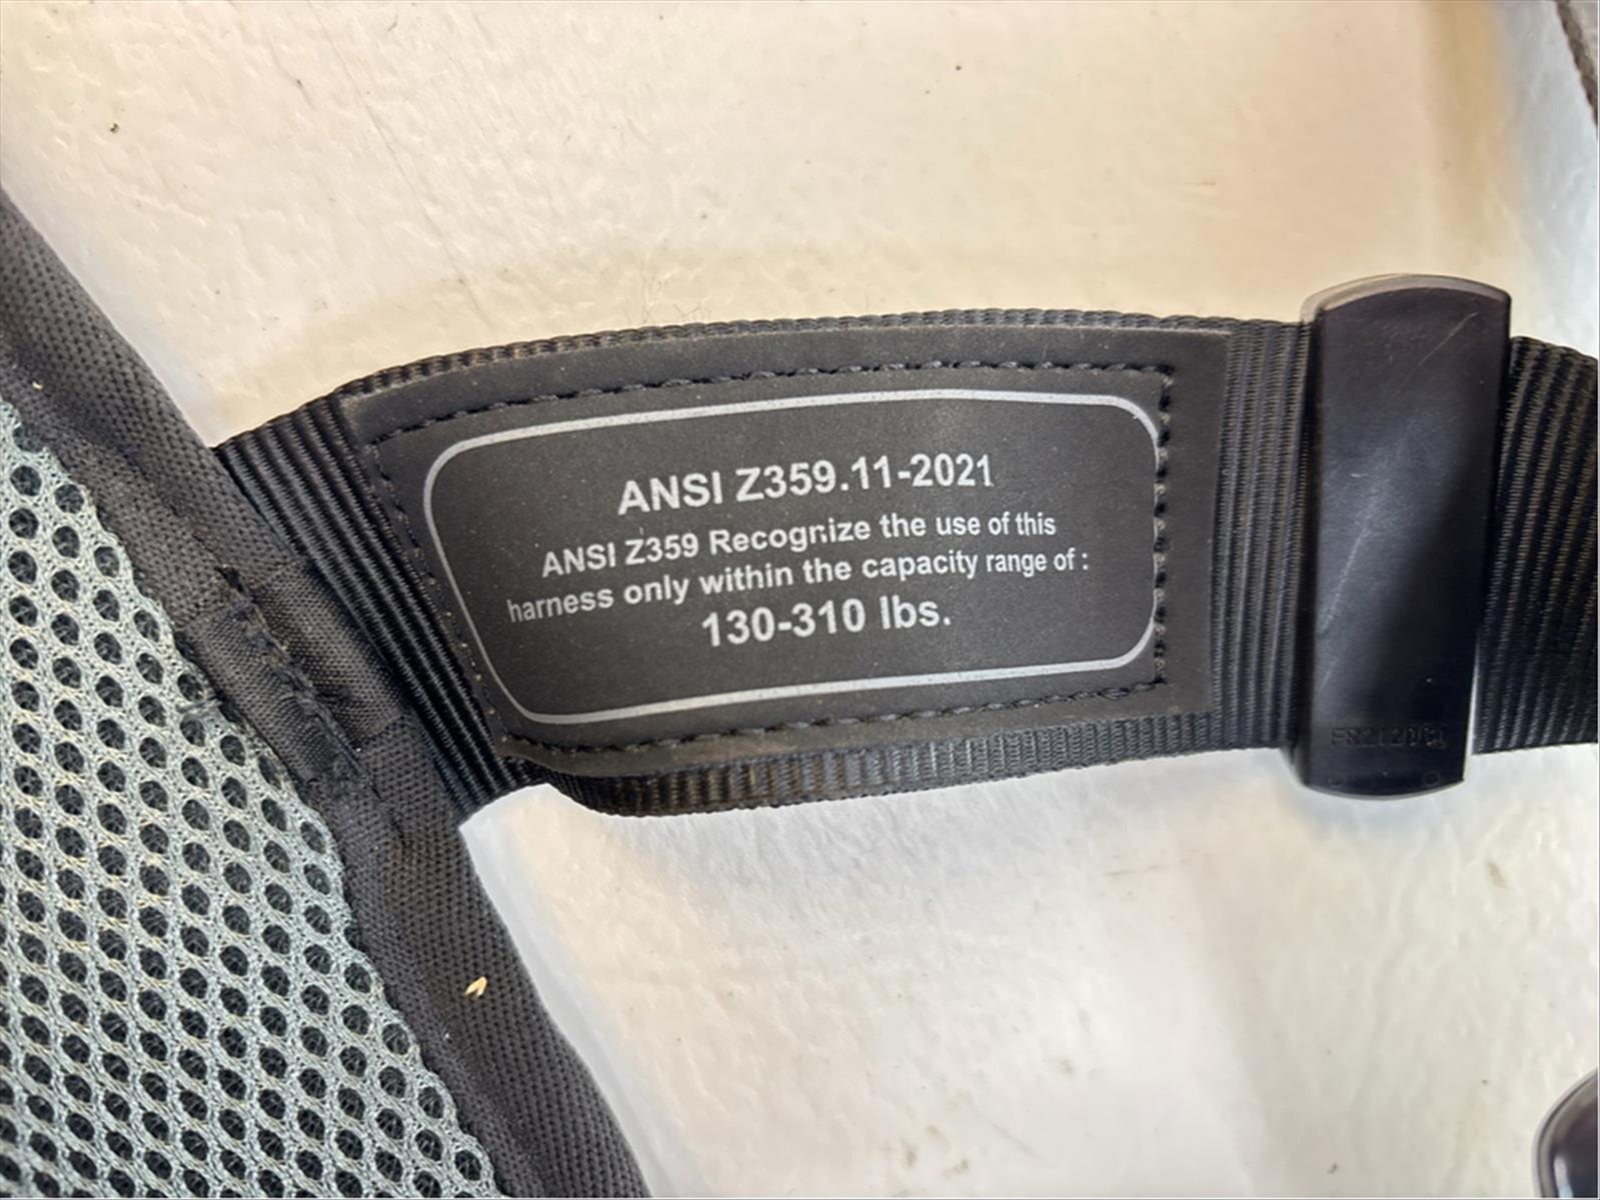 ANSI Z359.11-2021
ANSI Z359 Recognize the use of this
harness only within the capacity range of :
130-310 lbs.